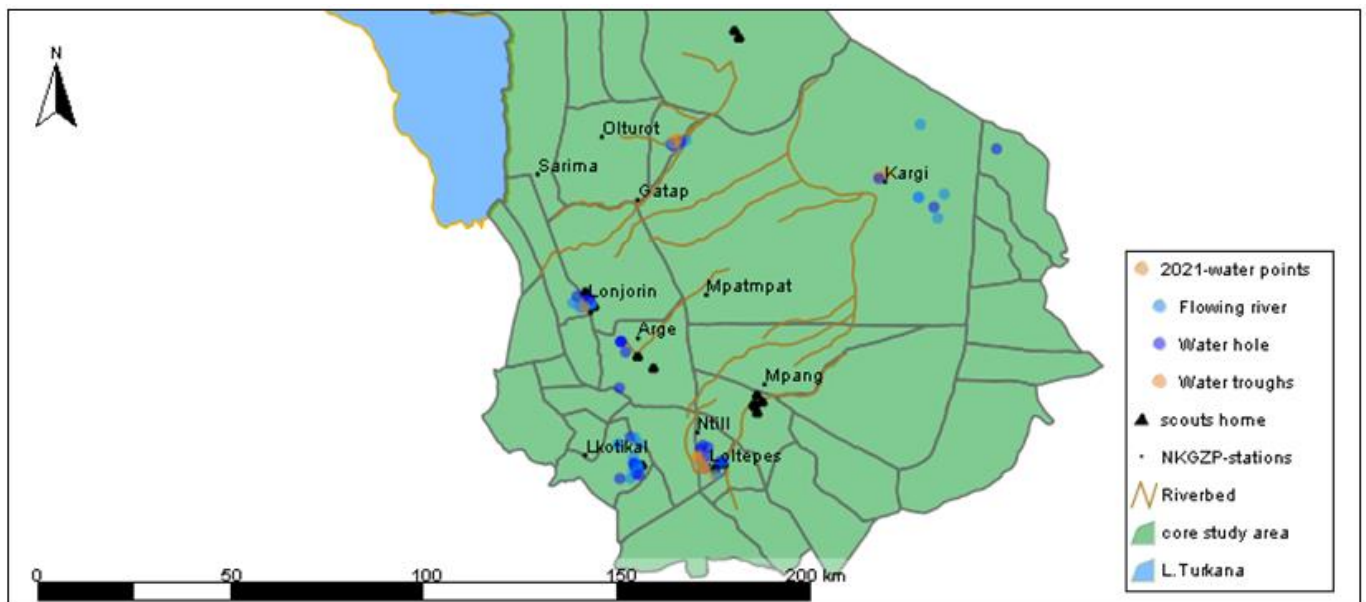 N
Olturot
Sarima
Kargi
Gatap
Lonjorin
Mpatmpat
Arge
Mpang
Ntill
Lkotikal
Loltepes
2021-water points
Flowing river
Water hole
Water troughs
scouts home
NKGZP-stations
Riverbed
core study area
L.Turkana
0 50 100 150 200 km